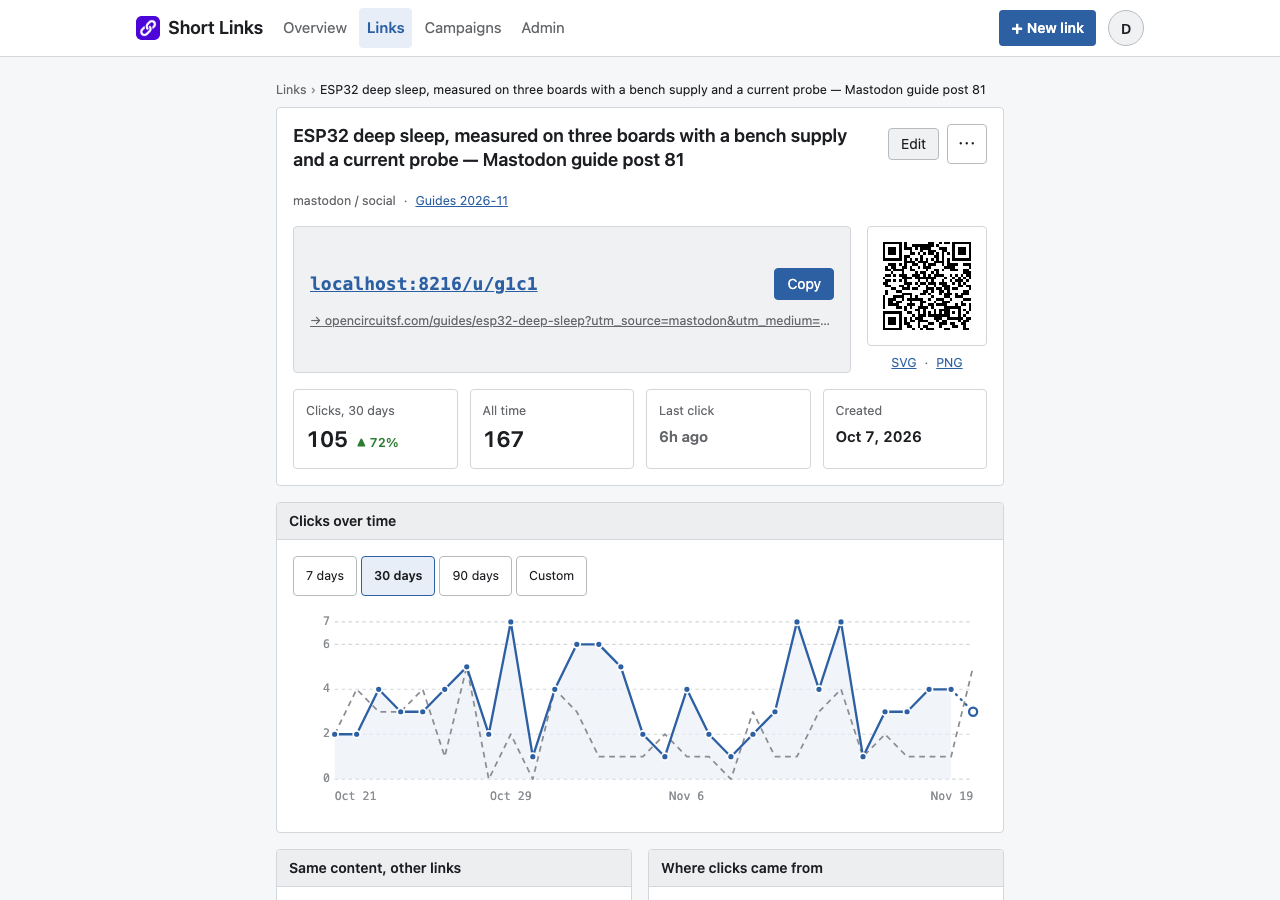 Short Links
Overview
Links
Campaigns
Admin
+ New link
D
Links › ESP32 deep sleep, measured on three boards with a bench supply and a current probe — Mastodon guide post 81
ESP32 deep sleep, measured on three boards with a bench supply
and a current probe — Mastodon guide post 81
Edit
···
mastodon / social · Guides 2026-11
localhost:8216/u/g1c1
Copy
→ opencircuitsf.com/guides/esp32-deep-sleep?utm_source=mastodon&utm_medium=…
SVG · PNG
Clicks, 30 days
105 ▲ 72%
All time
167
Last click
6h ago
Created
Oct 7, 2026
Clicks over time
7 days
30 days
90 days
Custom
7
6
4
2
0
Oct 21
Oct 29
Nov 6
Nov 19
Same content, other links
Where clicks came from